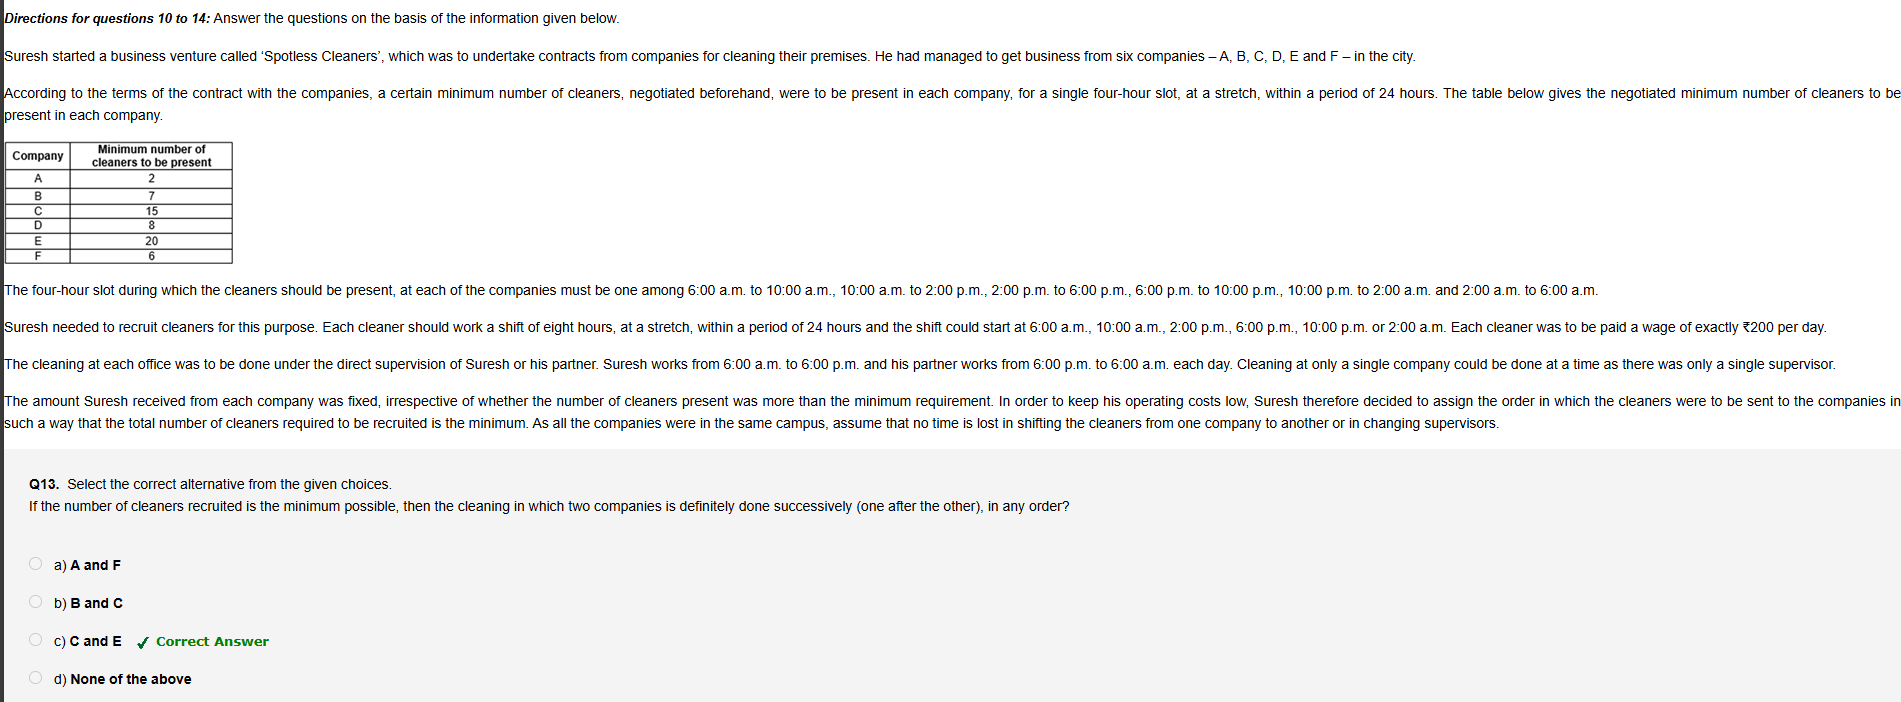 Directions for questions 10 to 14: Answer the questions on the basis of the information given below.
Suresh started a business venture called ‘Spotless Cleaners’, which was to undertake contracts from companies for cleaning their premises. He had managed to get business from six companies – A, B, C, D, E and F – in the city.
According to the terms of the contract with the companies, a certain minimum number of cleaners, negotiated beforehand, were to be present in each company, for a single four-hour slot, at a stretch, within a period of 24 hours. The table below gives the negotiated minimum number of cleaners to be
present in each company.
Company Minimum number of
cleaners to be present
A 2
B 7
C 15
D 8
E 20
F 6
The four-hour slot during which the cleaners should be present, at each of the companies must be one among 6:00 a.m. to 10:00 a.m., 10:00 a.m. to 2:00 p.m., 2:00 p.m. to 6:00 p.m., 6:00 p.m. to 10:00 p.m., 10:00 p.m. to 2:00 a.m. and 2:00 a.m. to 6:00 a.m.
Suresh needed to recruit cleaners for this purpose. Each cleaner should work a shift of eight hours, at a stretch, within a period of 24 hours and the shift could start at 6:00 a.m., 10:00 a.m., 2:00 p.m., 6:00 p.m., 10:00 p.m. or 2:00 a.m. Each cleaner was to be paid a wage of exactly ₹200 per day.
The cleaning at each office was to be done under the direct supervision of Suresh or his partner. Suresh works from 6:00 a.m. to 6:00 p.m. and his partner works from 6:00 p.m. to 6:00 a.m. each day. Cleaning at only a single company could be done at a time as there was only a single supervisor.
The amount Suresh received from each company was fixed, irrespective of whether the number of cleaners present was more than the minimum requirement. In order to keep his operating costs low, Suresh therefore decided to assign the order in which the cleaners were to be sent to the companies in
such a way that the total number of cleaners required to be recruited is the minimum. As all the companies were in the same campus, assume that no time is lost in shifting the cleaners from one company to another or in changing supervisors.
Q13. Select the correct alternative from the given choices.
If the number of cleaners recruited is the minimum possible, then the cleaning in which two companies is definitely done successively (one after the other), in any order?
a) A and F
b) B and C
c) C and E ✔ Correct Answer
d) None of the above